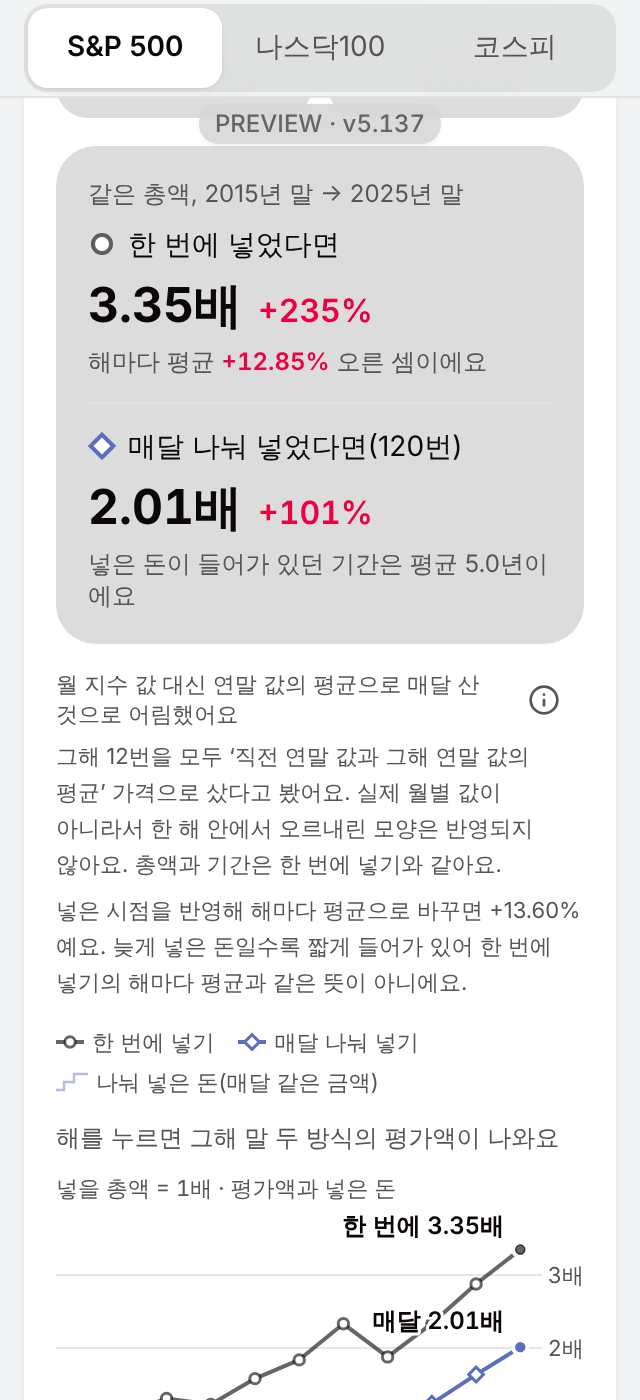 S&P 500
나스닥100
코스피
PREVIEW · v5.137
같은 총액, 2015년 말 → 2025년 말
한 번에 넣었다면
3.35배 +235%
해마다 평균 +12.85% 오른 셈이에요
매달 나눠 넣었다면(120번)
2.01배 +101%
넣은 돈이 들어가 있던 기간은 평균 5.0년이
에요
월 지수 값 대신 연말 값의 평균으로 매달 산
것으로 어림했어요
그해 12번을 모두 ‘직전 연말 값과 그해 연말 값의
평균’ 가격으로 샀다고 봤어요. 실제 월별 값이
아니라서 한 해 안에서 오르내린 모양은 반영되지
않아요. 총액과 기간은 한 번에 넣기와 같아요.
넣은 시점을 반영해 해마다 평균으로 바꾸면 +13.60%
예요. 늦게 넣은 돈일수록 짧게 들어가 있어 한 번에
넣기의 해마다 평균과 같은 뜻이 아니에요.
한 번에 넣기
매달 나눠 넣기
나눠 넣은 돈(매달 같은 금액)
해를 누르면 그해 말 두 방식의 평가액이 나와요
넣을 총액 = 1배 · 평가액과 넣은 돈
한 번에 3.35배
3배
매달 2.01배
2배